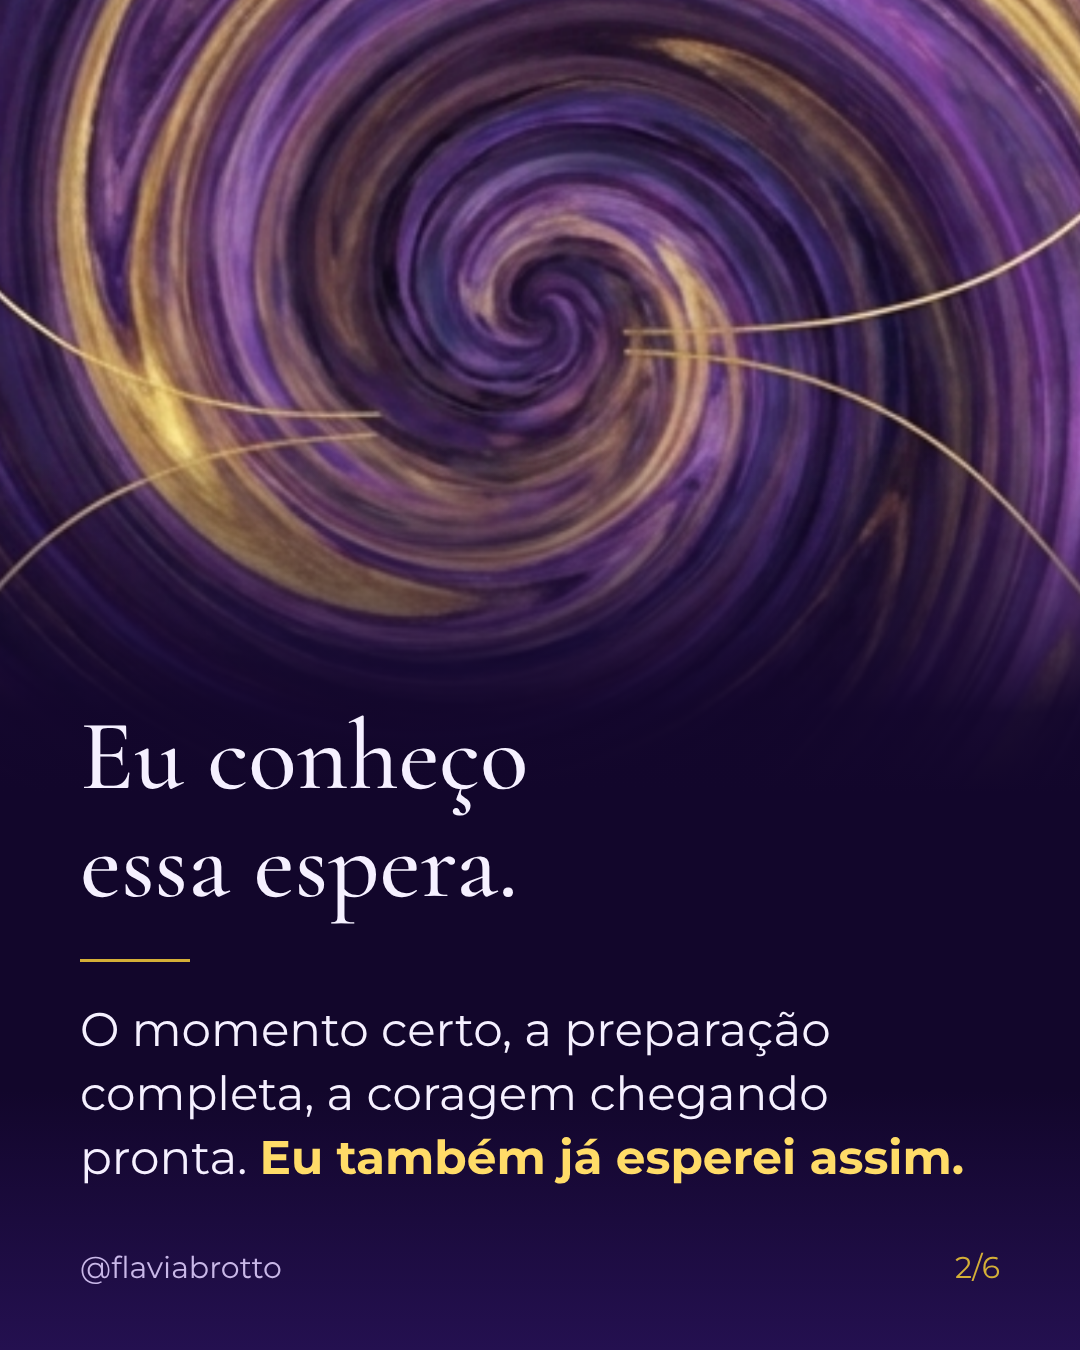 Eu conheço
essa espera.
O momento certo, a preparação
completa, a coragem chegando
pronta. Eu também já esperei assim.
@flaviabrotto
2/6